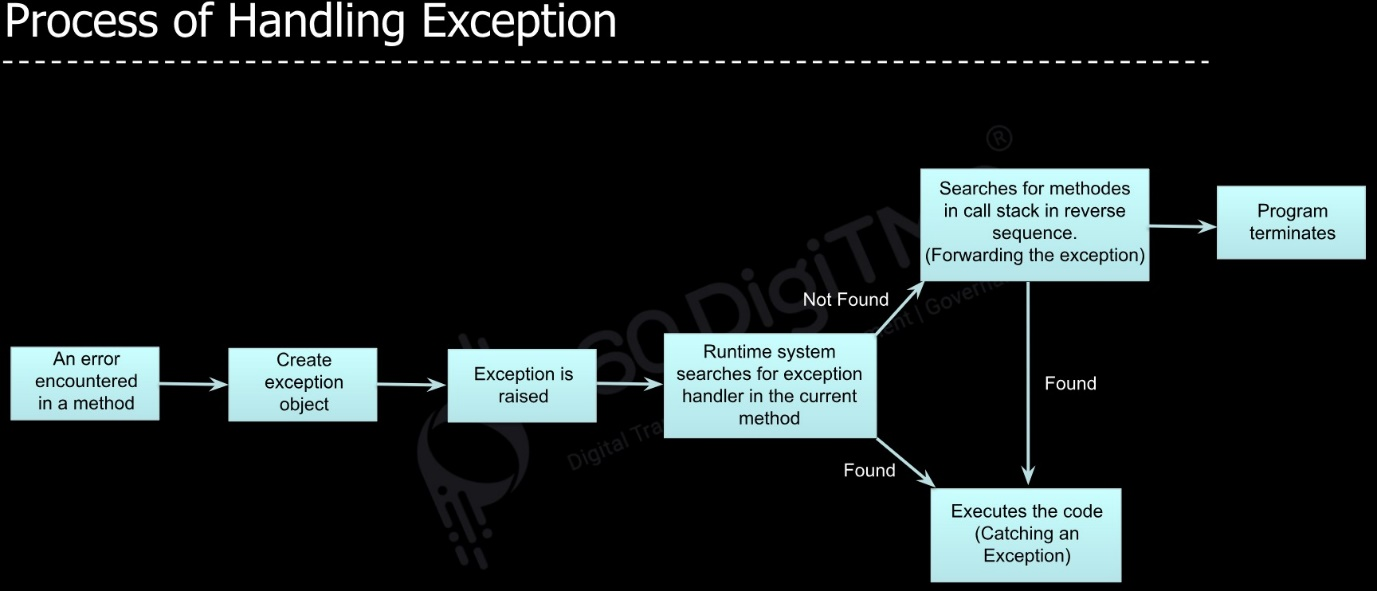 Process of Handling Exception
®
Searches for methodes
in call stack in reverse
sequence.
(Forwarding the exception)
Program
terminates
Not Found
An error
encountered
in a method
Create
exception
object
Exception is
raised
Runtime system
searches for exception
handler in the current
method
Found
Found
Executes the code
(Catching an
Exception)